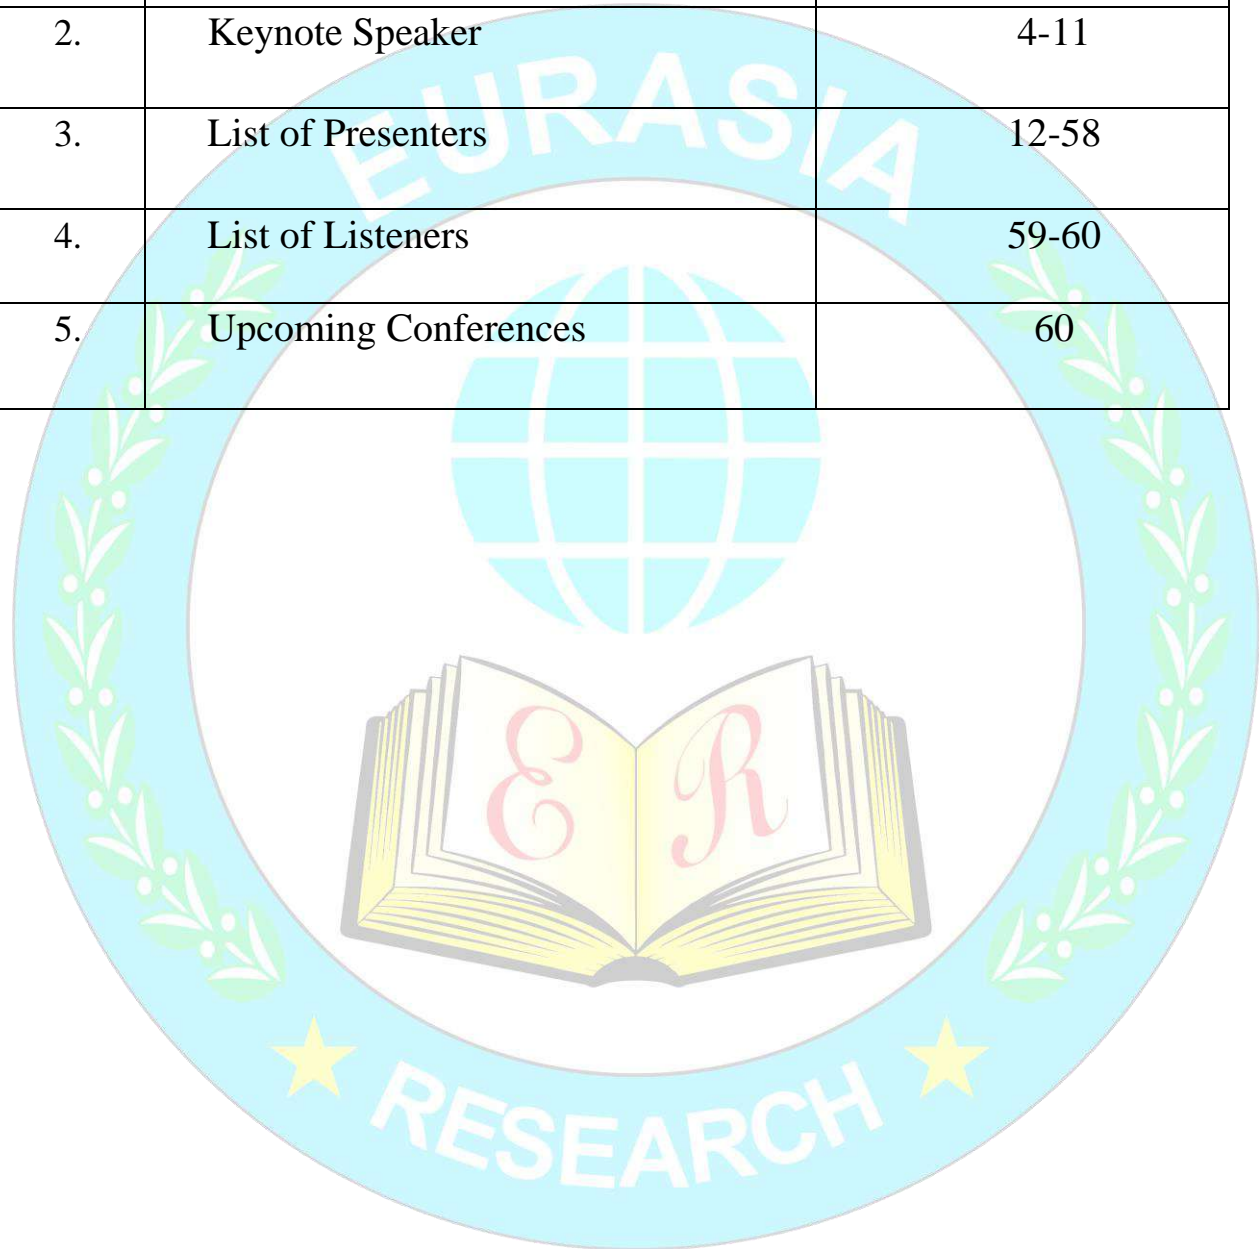 2. Keynote Speaker 4-11
3. List of Presenters 12-58
4. List of Listeners 59-60
5. Upcoming Conferences 60
EURASIA
E R
RESEARCH